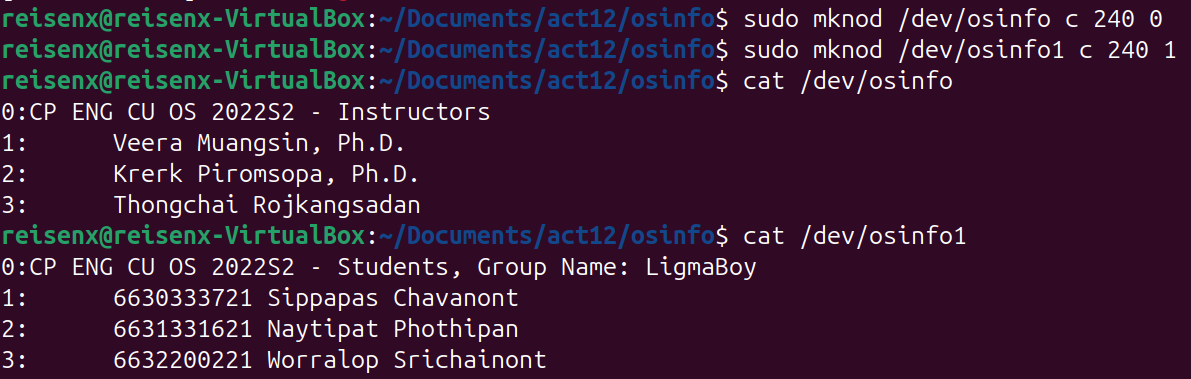 reisenx@reisenx-VirtualBox:~/Documents/act12/osinfo$ sudo mknod /dev/osinfo c 240 0
reisenx@reisenx-VirtualBox:~/Documents/act12/osinfo$ sudo mknod /dev/osinfo1 c 240 1
reisenx@reisenx-VirtualBox:~/Documents/act12/osinfo$ cat /dev/osinfo
0:CP ENG CU OS 2022S2 - Instructors
1:	Veera Muangsin, Ph.D.
2:	Krerk Piromsopa, Ph.D.
3:	Thongchai Rojkangsadan
reisenx@reisenx-VirtualBox:~/Documents/act12/osinfo$ cat /dev/osinfo1
0:CP ENG CU OS 2022S2 - Students, Group Name: LigmaBoy
1:	6630333721 Sippapas Chavanont
2:	6631331621 Naytipat Phothipan
3:	6632200221 Worralop Srichainont